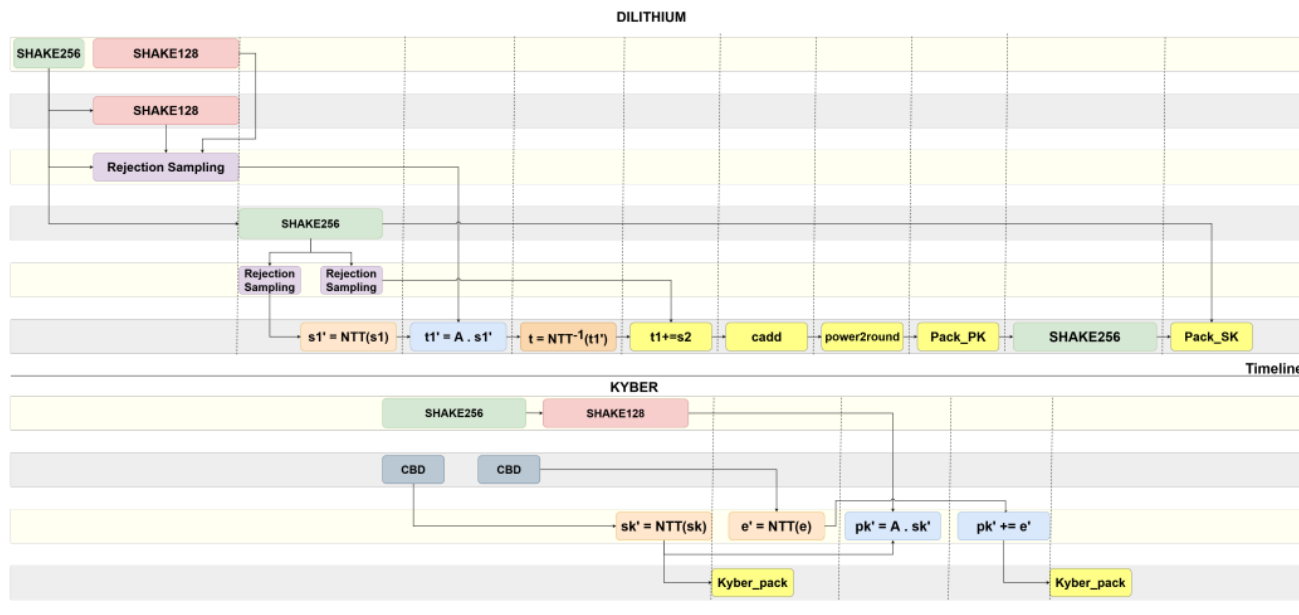 DILITHIUM
SHAKE256
SHAKE128
SHAKE128
Rejection Sampling
SHAKE256
Rejection
Sampling
Rejection
Sampling
s1' = NTT(s1)
t1' = A . s1'
t = NTT⁻¹(t1')
t1+=s2
cadd
power2round
Pack_PK
SHAKE256
Pack_SK
Timeline
KYBER
SHAKE256
SHAKE128
CBD
CBD
sk' = NTT(sk)
e' = NTT(e)
pk' = A . sk'
pk' += e'
Kyber_pack
Kyber_pack